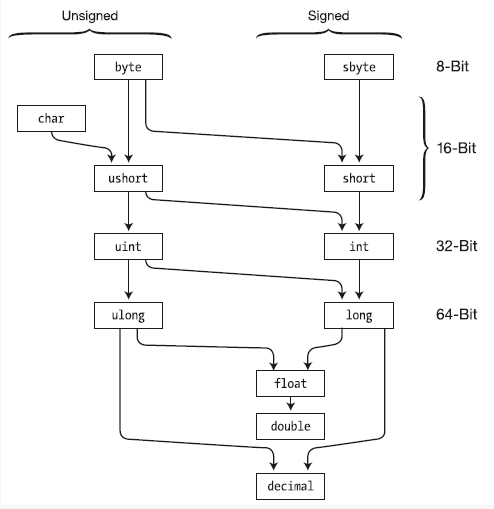 Unsigned Signed
byte sbyte 8-Bit
char
16-Bit
ushort short
uint int 32-Bit
ulong long 64-Bit
float
double
decimal